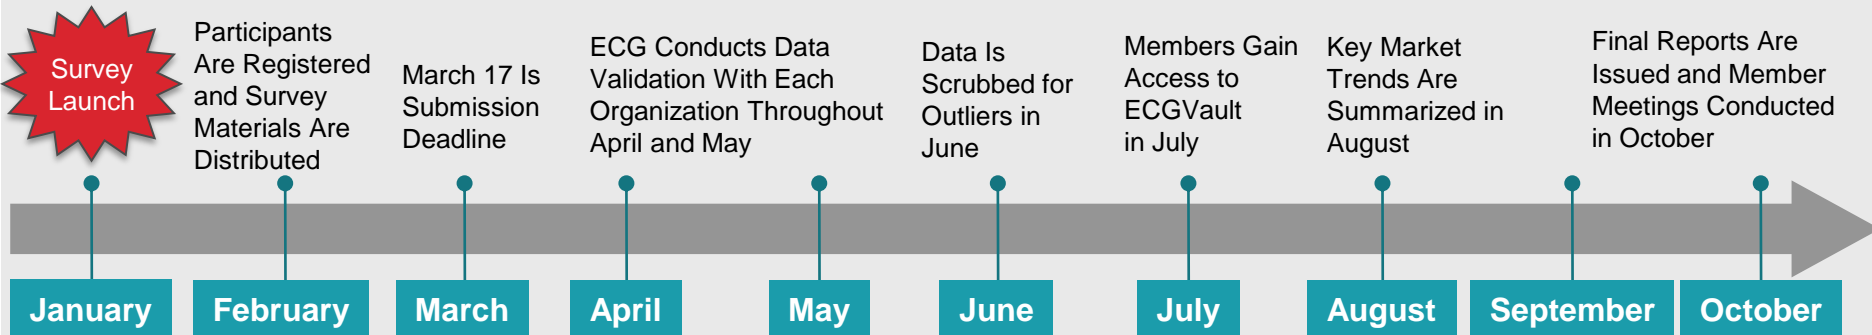 Survey
Launch
Participants
Are Registered
and Survey
Materials Are
Distributed
March 17 Is
Submission
Deadline
ECG Conducts Data
Validation With Each
Organization Throughout
April and May
Data Is
Scrubbed for
Outliers in
June
Members Gain
Access to
ECGVault
in July
Key Market
Trends Are
Summarized in
August
Final Reports Are
Issued and Member
Meetings Conducted
in October
January
February
March
April
May
June
July
August
September
October